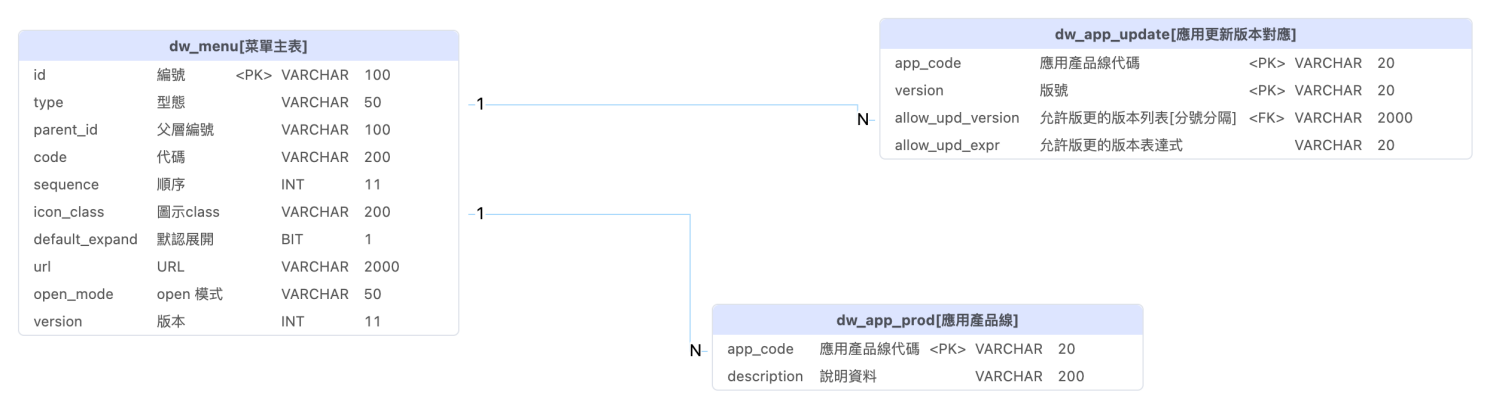 dw_menu[菜單主表]
id 編號 <PK> VARCHAR 100
type 型態 VARCHAR 50
parent_id 父層編號 VARCHAR 100
code 代碼 VARCHAR 200
sequence 順序 INT 11
icon_class 圖示class VARCHAR 200
default_expand 默認展開 BIT 1
url URL VARCHAR 2000
open_mode open 模式 VARCHAR 50
version 版本 INT 11
1
N
dw_app_update[應用更新版本對應]
app_code 應用產品線代碼 <PK> VARCHAR 20
version 版號 <PK> VARCHAR 20
allow_upd_version 允許版更的版本列表[分號分隔] <FK> VARCHAR 2000
allow_upd_expr 允許版更的版本表達式 VARCHAR 20
1
N
dw_app_prod[應用產品線]
app_code 應用產品線代碼 <PK> VARCHAR 20
description 說明資料 VARCHAR 200